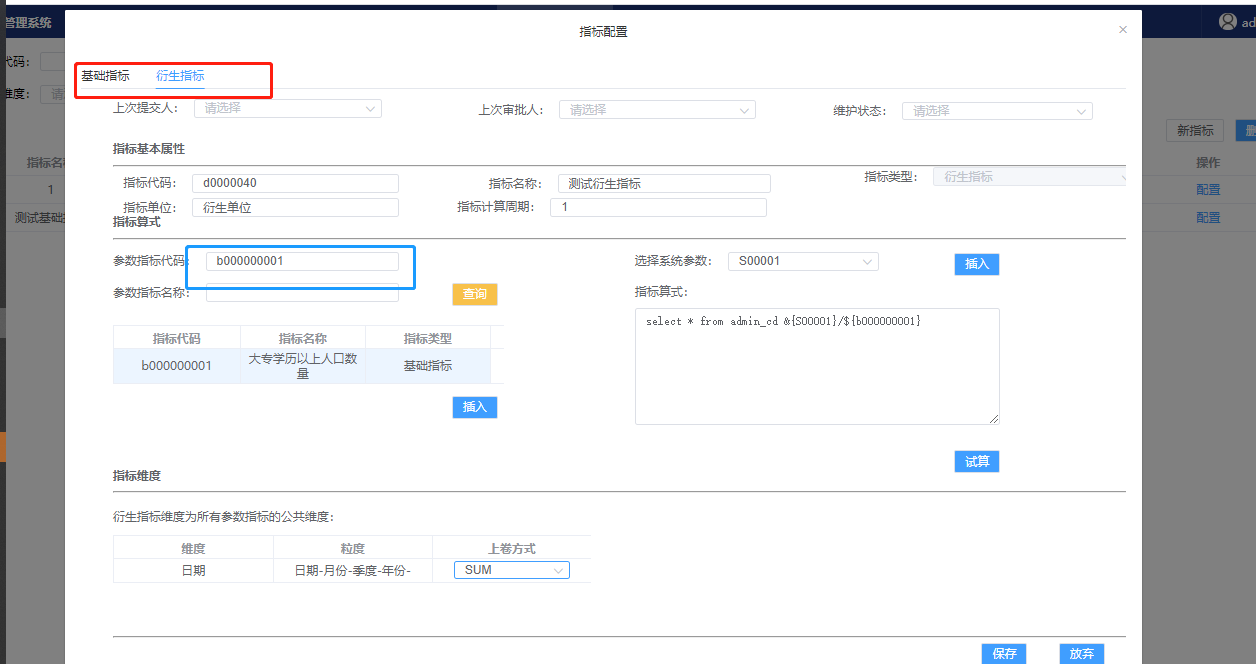 管理系统
ad
指标配置
代码:
维度:
请
基础指标
衍生指标
上次提交人:
请选择
上次审批人:
请选择
维护状态:
请选择
新指标
删
指标名称
操作
1
配置
测试基础
配置
指标基本属性
指标代码:
d0000040
指标名称:
测试衍生指标
指标类型:
衍生指标
指标单位:
衍生单位
指标计算周期:
1
指标算式
参数指标代码:
b000000001
选择系统参数:
S00001
插入
参数指标名称:
查询
指标算式:
指标代码
指标名称
指标类型
b000000001
大专学历以上人口数
量
基础指标
select * from admin_cd &{S00001}/${b000000001}
插入
试算
指标维度
衍生指标维度为所有参数指标的公共维度:
维度
粒度
上卷方式
日期
日期-月份-季度-年份-
SUM
保存
放弃